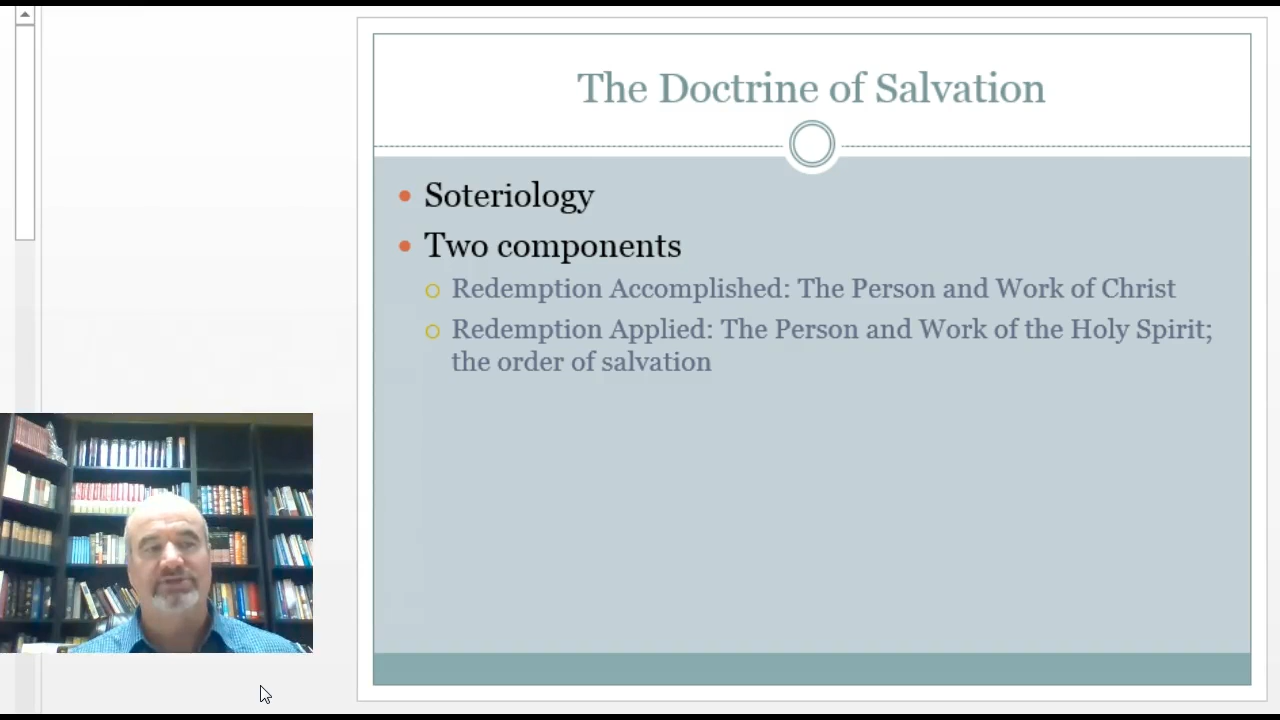 The Doctrine of Salvation
Soteriology
Two components
Redemption Accomplished: The Person and Work of Christ
Redemption Applied: The Person and Work of the Holy Spirit;
the order of salvation